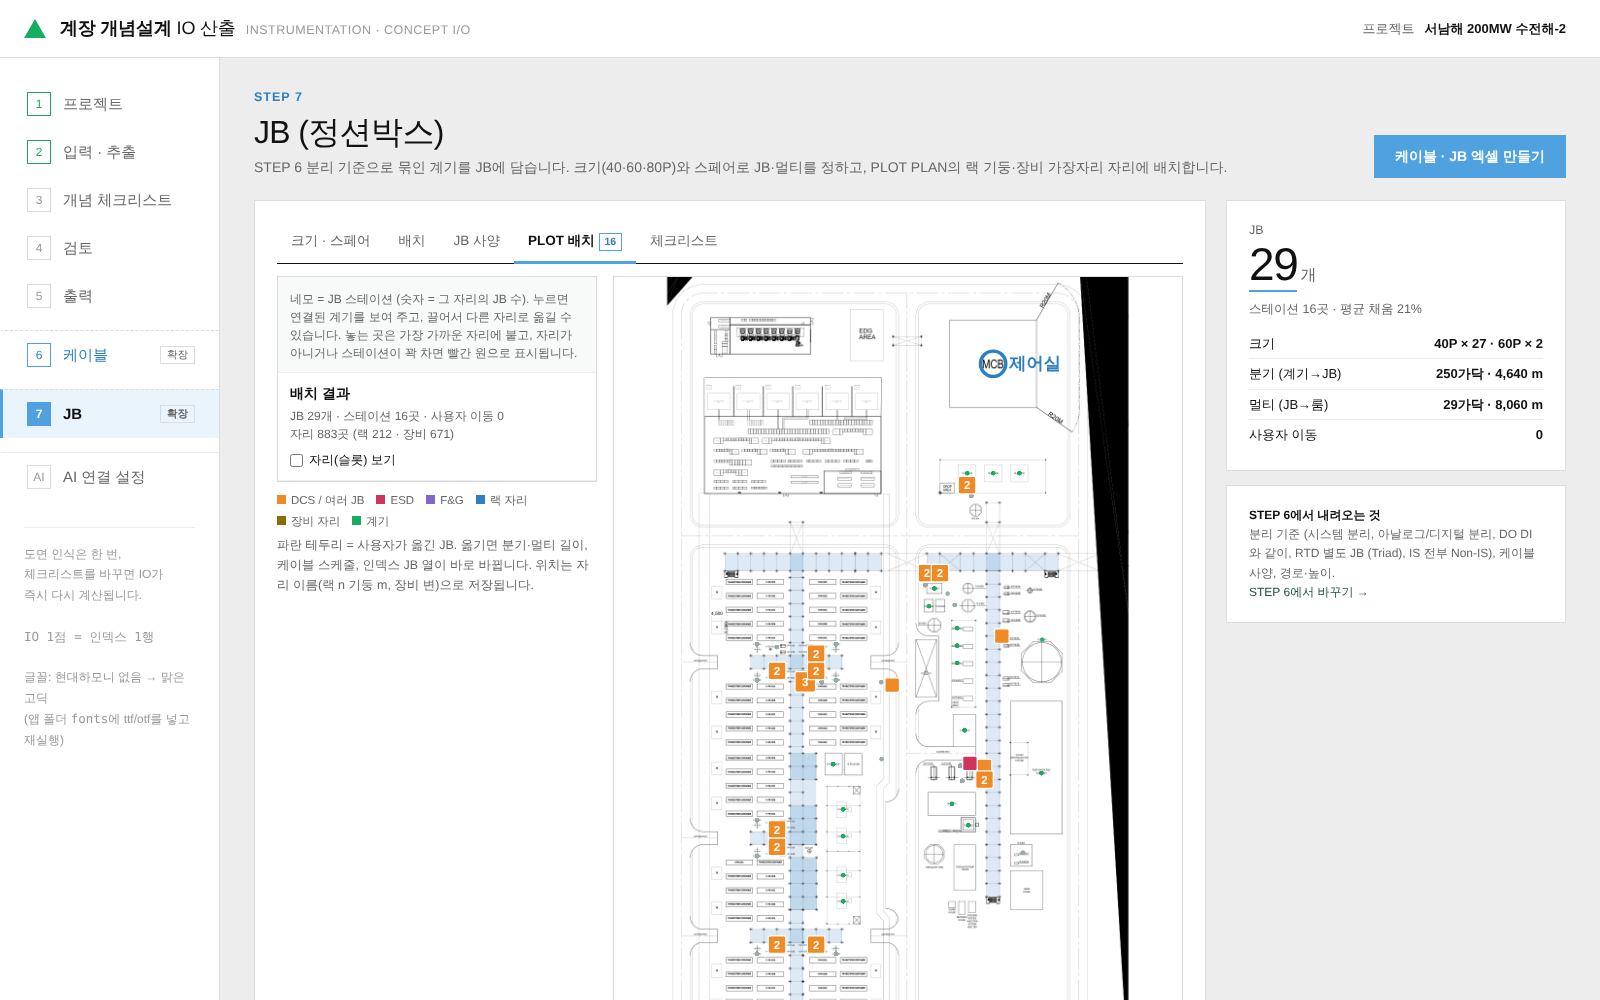 계장 개념설계 IO 산출 INSTRUMENTATION · CONCEPT I/O
프로젝트 서남해 200MW 수전해-2
1 프로젝트
2 입력 · 추출
3 개념 체크리스트
4 검토
5 출력
6 케이블 확장
7 JB 확장
AI AI 연결 설정
도면 인식은 한 번,
체크리스트를 바꾸면 IO가
즉시 다시 계산됩니다.
IO 1점 = 인덱스 1행
글꼴: 현대하모니 없음 → 맑은
고딕
(앱 폴더 fonts에 ttf/otf를 넣고
재실행)
STEP 7
JB (정션박스)
STEP 6 분리 기준으로 묶인 계기를 JB에 담습니다. 크기(40·60·80P)와 스페어로 JB·멀티를 정하고, PLOT PLAN의 랙 기둥·장비 가장자리 자리에 배치합니다.
케이블 · JB 엑셀 만들기
크기 · 스페어
배치
JB 사양
PLOT 배치 16
체크리스트
네모 = JB 스테이션 (숫자 = 그 자리의 JB 수). 누르면
연결된 계기를 보여 주고, 끌어서 다른 자리로 옮길 수
있습니다. 놓는 곳은 가장 가까운 자리에 붙고, 자리가
아니거나 스테이션이 꽉 차면 빨간 원으로 표시됩니다.
배치 결과
JB 29개 · 스테이션 16곳 · 사용자 이동 0
자리 883곳 (랙 212 · 장비 671)
자리(슬롯) 보기
DCS / 여러 JB
ESD
F&G
랙 자리
장비 자리
계기
파란 테두리 = 사용자가 옮긴 JB. 옮기면 분기·멀티 길이,
케이블 스케줄, 인덱스 JB 열이 바로 바뀝니다. 위치는 자
리 이름(랙 n 기둥 m, 장비 변)으로 저장됩니다.
EDG
AREA
R20M
MCB 제어실
R20M
2
2 2
4,500
2
2
2
3
2
2
2
2 2
JB
29 개
스테이션 16곳 · 평균 채움 21%
크기 40P × 27 · 60P × 2
분기 (계기→JB) 250가닥 · 4,640 m
멀티 (JB→룸) 29가닥 · 8,060 m
사용자 이동 0
STEP 6에서 내려오는 것
분리 기준 (시스템 분리, 아날로그/디지털 분리, DO DI
와 같이, RTD 별도 JB (Triad), IS 전부 Non-IS), 케이블
사양, 경로·높이.
STEP 6에서 바꾸기 →